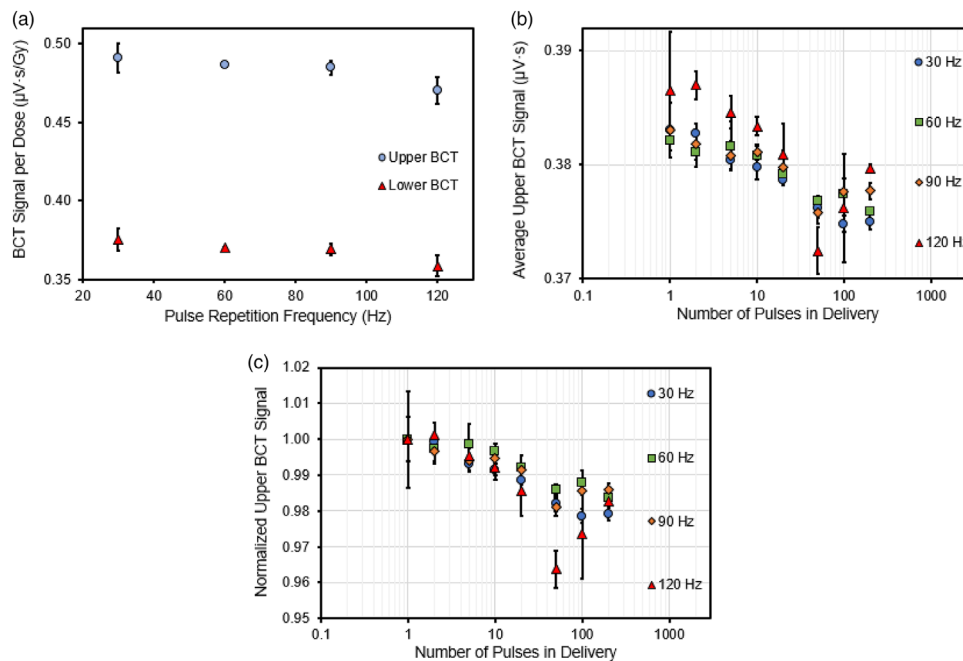 (a)
BCT Signal per Dose (µV·s/Gy)
0.50
0.45
0.40
0.35
Upper BCT
Lower BCT
20 40 60 80 100 120
Pulse Repetition Frequency (Hz)
(b)
Average Upper BCT Signal (µV·s)
0.39
0.38
0.37
30 Hz
60 Hz
90 Hz
120 Hz
0.1 1 10 100 1000
Number of Pulses in Delivery
(c)
Normalized Upper BCT Signal
1.02
1.01
1.00
0.99
0.98
0.97
0.96
0.95
30 Hz
60 Hz
90 Hz
120 Hz
0.1 1 10 100 1000
Number of Pulses in Delivery